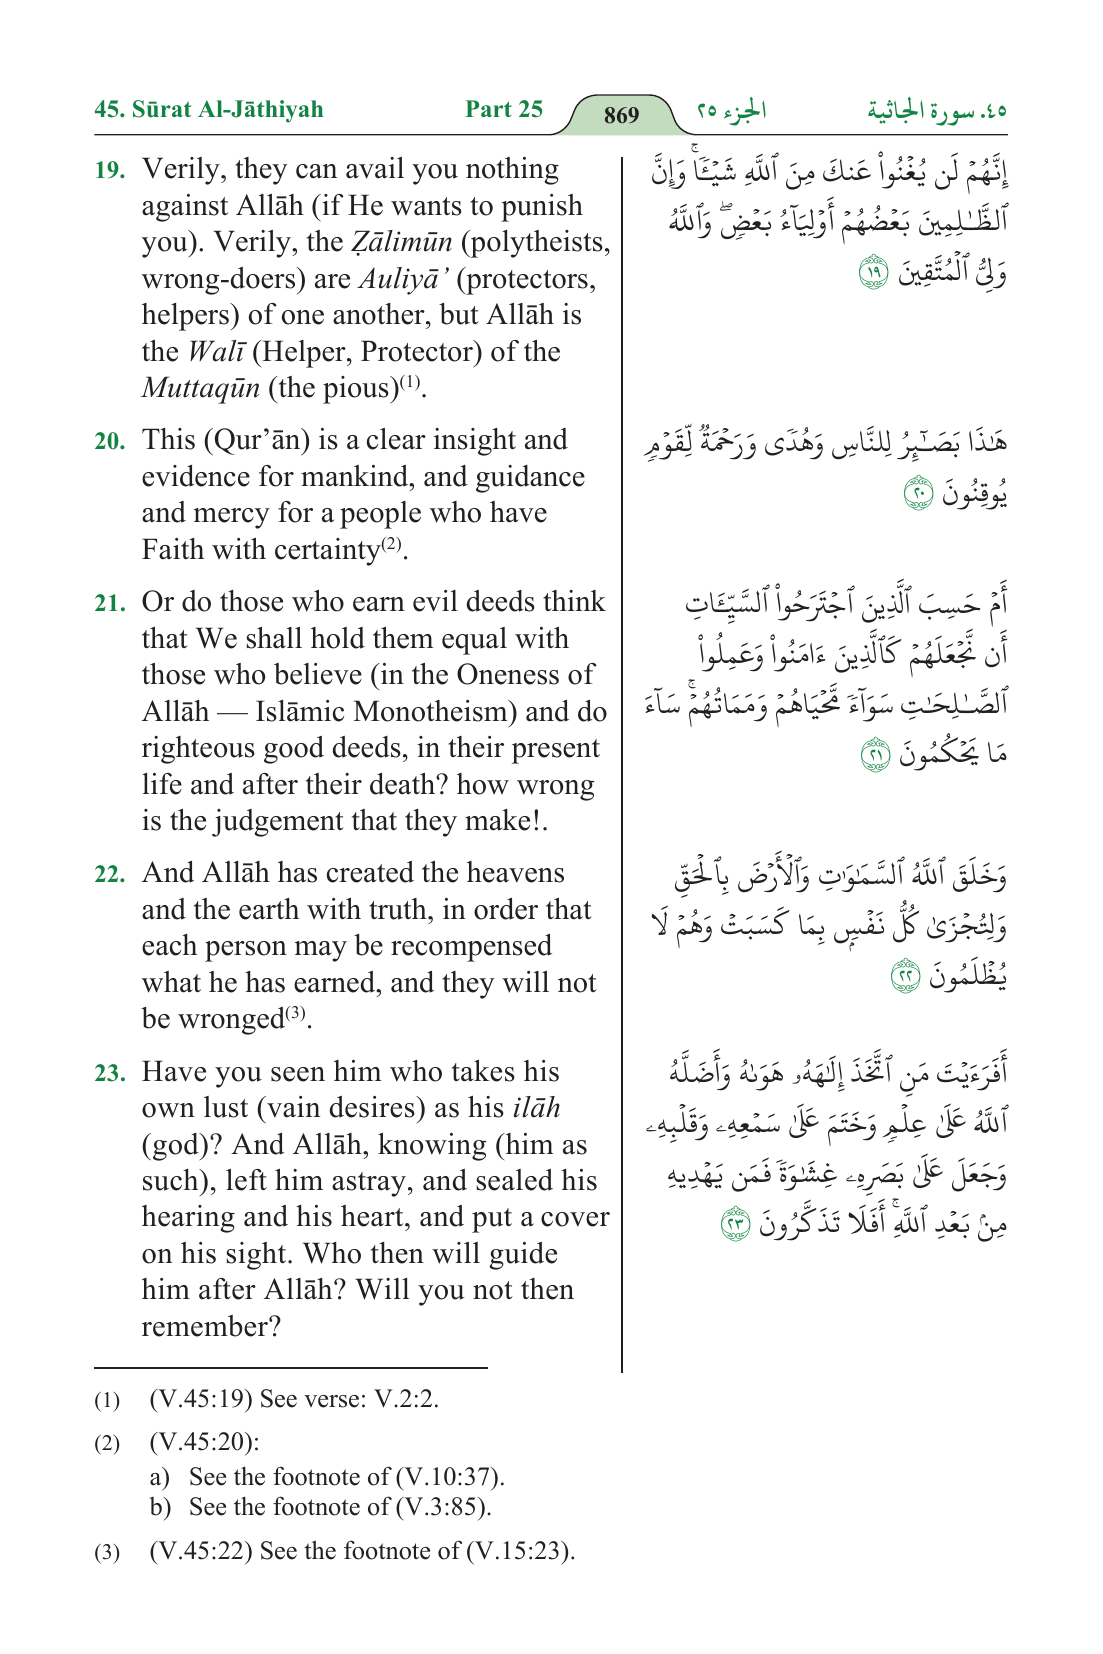 45. Sūrat Al-Jāthiyah Part 25 869 الجزء ٢٥ ٤٥. سورة الجاثية
19. Verily, they can avail you nothing
against Allāh (if He wants to punish
you). Verily, the Ẓālimūn (polytheists,
wrong-doers) are Auliyā’ (protectors,
helpers) of one another, but Allāh is
the Walī (Helper, Protector) of the
Muttaqūn (the pious)(1).
إِنَّهُمْ لَن يُغْنُوا۟ عَنكَ مِنَ ٱللَّهِ شَيْـًٔا ۚ وَإِنَّ
ٱلظَّـٰلِمِينَ بَعْضُهُمْ أَوْلِيَآءُ بَعْضٍ ۖ وَٱللَّهُ
وَلِىُّ ٱلْمُتَّقِينَ ١٩
20. This (Qur’ān) is a clear insight and
evidence for mankind, and guidance
and mercy for a people who have
Faith with certainty(2).
هَـٰذَا بَصَـٰٓئِرُ لِلنَّاسِ وَهُدًى وَرَحْمَةٌ لِّقَوْمٍ
يُوقِنُونَ ٢٠
21. Or do those who earn evil deeds think
that We shall hold them equal with
those who believe (in the Oneness of
Allāh — Islāmic Monotheism) and do
righteous good deeds, in their present
life and after their death? how wrong
is the judgement that they make!.
أَمْ حَسِبَ ٱلَّذِينَ ٱجْتَرَحُوا۟ ٱلسَّيِّـَٔاتِ
أَن نَّجْعَلَهُمْ كَٱلَّذِينَ ءَامَنُوا۟ وَعَمِلُوا۟
ٱلصَّـٰلِحَـٰتِ سَوَآءً مَّحْيَاهُمْ وَمَمَاتُهُمْ ۚ سَآءَ
مَا يَحْكُمُونَ ٢١
22. And Allāh has created the heavens
and the earth with truth, in order that
each person may be recompensed
what he has earned, and they will not
be wronged(3).
وَخَلَقَ ٱللَّهُ ٱلسَّمَـٰوَٰتِ وَٱلْأَرْضَ بِٱلْحَقِّ
وَلِتُجْزَىٰ كُلُّ نَفْسٍۭ بِمَا كَسَبَتْ وَهُمْ لَا
يُظْلَمُونَ ٢٢
23. Have you seen him who takes his
own lust (vain desires) as his ilāh
(god)? And Allāh, knowing (him as
such), left him astray, and sealed his
hearing and his heart, and put a cover
on his sight. Who then will guide
him after Allāh? Will you not then
remember?
أَفَرَءَيْتَ مَنِ ٱتَّخَذَ إِلَـٰهَهُۥ هَوَىٰهُ وَأَضَلَّهُ
ٱللَّهُ عَلَىٰ عِلْمٍ وَخَتَمَ عَلَىٰ سَمْعِهِۦ وَقَلْبِهِۦ
وَجَعَلَ عَلَىٰ بَصَرِهِۦ غِشَـٰوَةً فَمَن يَهْدِيهِ
مِنۢ بَعْدِ ٱللَّهِ ۚ أَفَلَا تَذَكَّرُونَ ٢٣
(1) (V.45:19) See verse: V.2:2.
(2) (V.45:20):
a) See the footnote of (V.10:37).
b) See the footnote of (V.3:85).
(3) (V.45:22) See the footnote of (V.15:23).